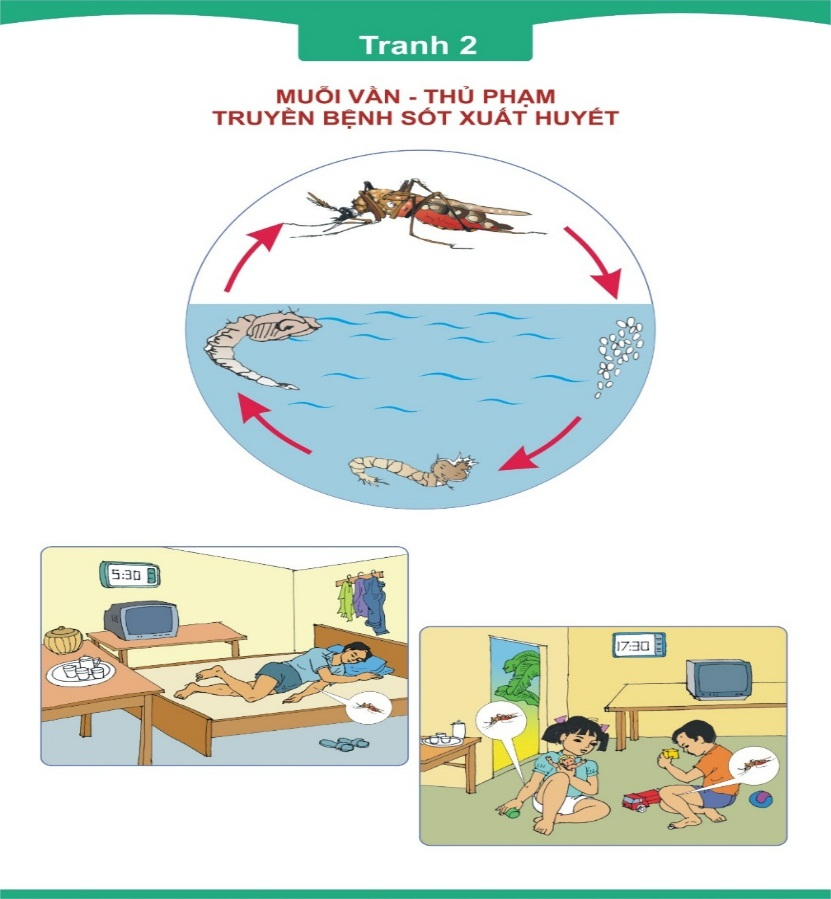 Tranh 2
MUỖI VẰN - THỦ PHẠM
TRUYỀN BỆNH SỐT XUẤT HUYẾT
5:30
17:30